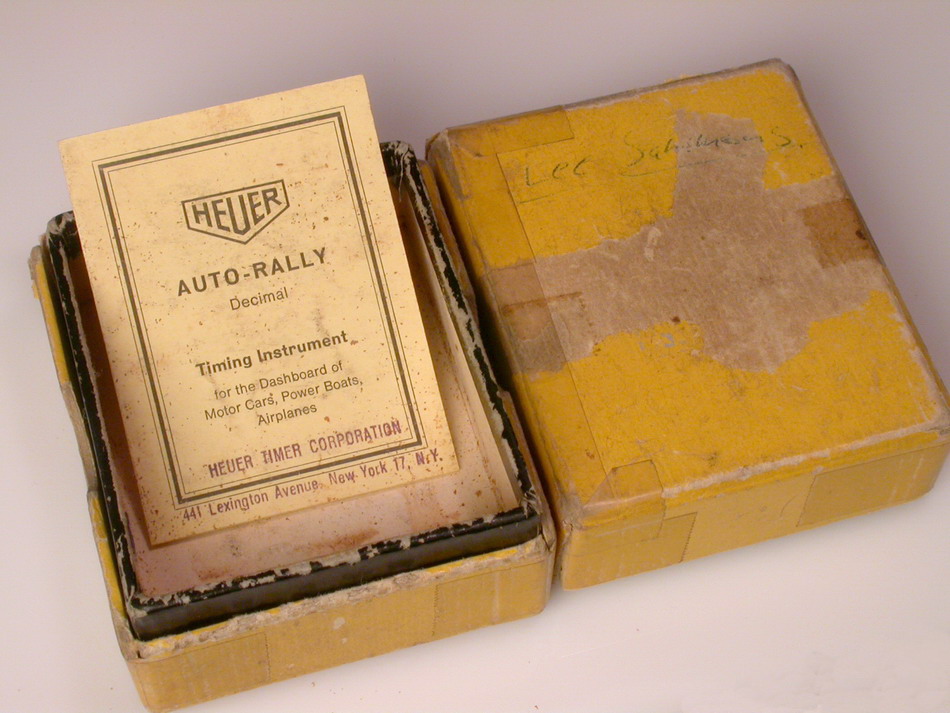 HEUER
AUTO-RALLY
Decimal
Timing Instrument
for the Dashboard of
Motor Cars, Power Boats,
Airplanes
HEUER TIMER CORPORATION
441 Lexington Avenue. New York 17, N.Y.
Lee